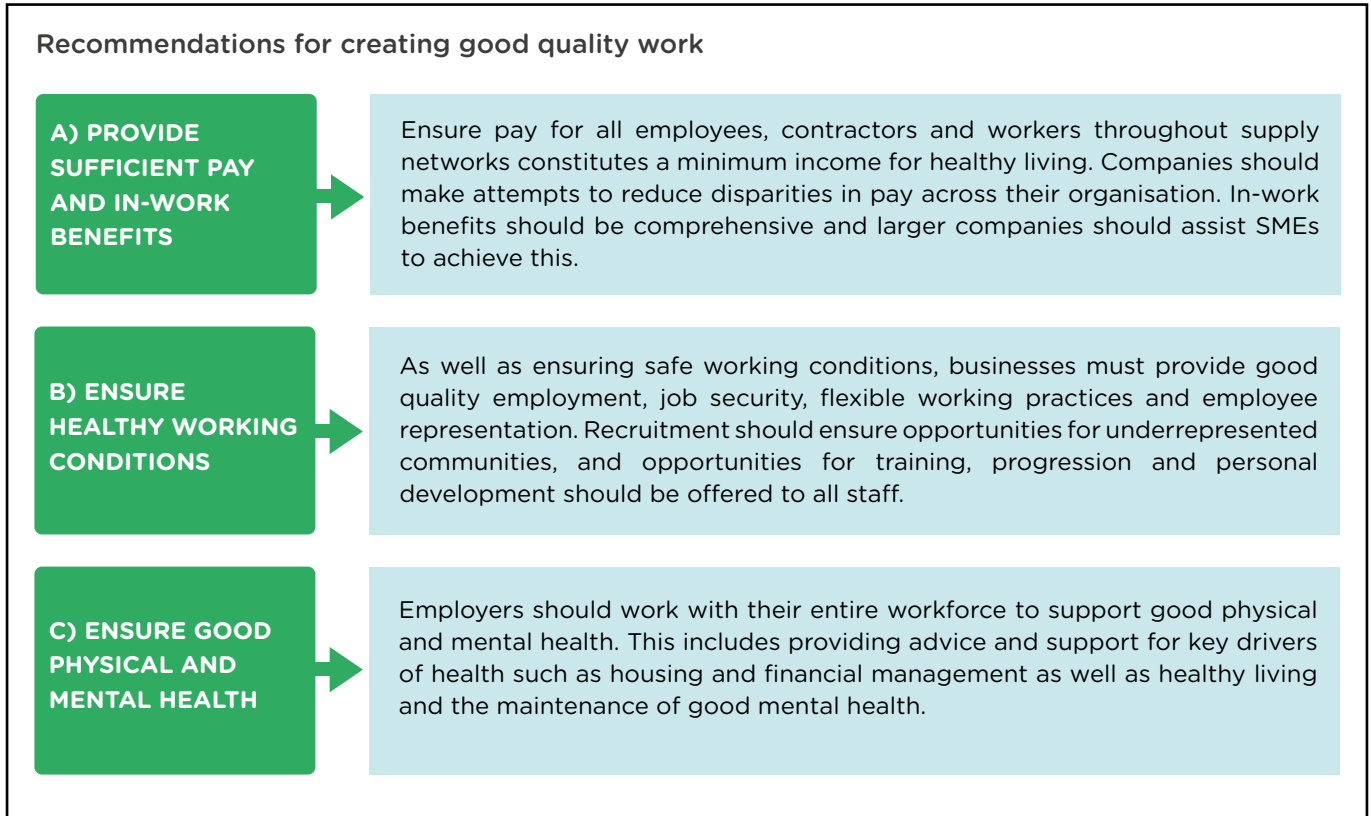 Recommendations for creating good quality work
A) PROVIDE
SUFFICIENT PAY
AND IN-WORK
BENEFITS
Ensure pay for all employees, contractors and workers throughout supply
networks constitutes a minimum income for healthy living. Companies should
make attempts to reduce disparities in pay across their organisation. In-work
benefits should be comprehensive and larger companies should assist SMEs
to achieve this.
B) ENSURE
HEALTHY WORKING
CONDITIONS
As well as ensuring safe working conditions, businesses must provide good
quality employment, job security, flexible working practices and employee
representation. Recruitment should ensure opportunities for underrepresented
communities, and opportunities for training, progression and personal
development should be offered to all staff.
C) ENSURE GOOD
PHYSICAL AND
MENTAL HEALTH
Employers should work with their entire workforce to support good physical
and mental health. This includes providing advice and support for key drivers
of health such as housing and financial management as well as healthy living
and the maintenance of good mental health.